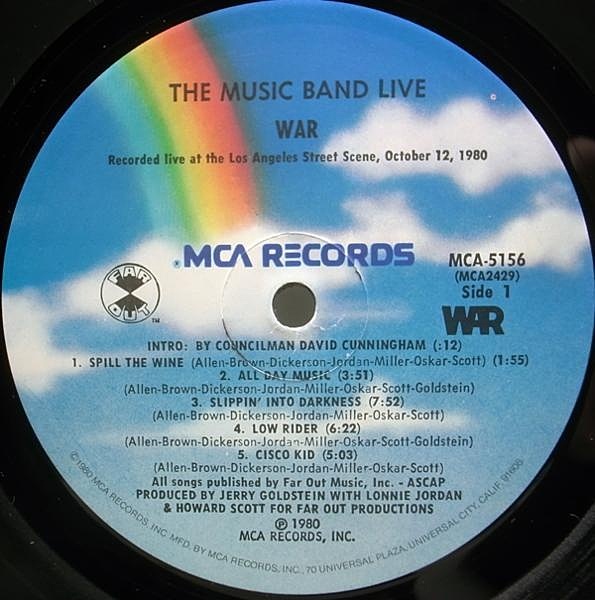 ©
THE MUSIC BAND LIVE
WAR
Recorded live at the Los Angeles Street Scene, October 12, 1980
®MCA RECORDS
FAR OUT ™
MCA-5156
(MCA2429)
Side 1
WAR
INTRO: BY COUNCILMAN DAVID CUNNINGHAM (:12)
1. SPILL THE WINE (Allen-Brown-Dickerson-Jordan-Miller-Oskar-Scott) (1:55)
2. ALL DAY MUSIC (3:51)
(Allen-Brown-Dickerson-Jordan-Miller-Oskar-Scott-Goldstein)
3. SLIPPIN' INTO DARKNESS (7:52)
(Allen-Brown-Dickerson-Jordan-Miller-Oskar-Scott)
4. LOW RIDER (6:22)
(Allen-Brown-Dickerson-Jordan-Miller-Oskar-Scott-Goldstein)
5. CISCO KID (5:03)
(Allen-Brown-Dickerson-Jordan-Miller-Oskar-Scott)
All songs published by Far Out Music, Inc. - ASCAP
PRODUCED BY JERRY GOLDSTEIN WITH LONNIE JORDAN
& HOWARD SCOTT FOR FAR OUT PRODUCTIONS
℗ 1980
MCA RECORDS, INC.
©1980 MCA RECORDS, INC. MFD. BY MCA RECORDS, INC., 70 UNIVERSAL PLAZA, UNIVERSAL CITY, CALIF. 91608